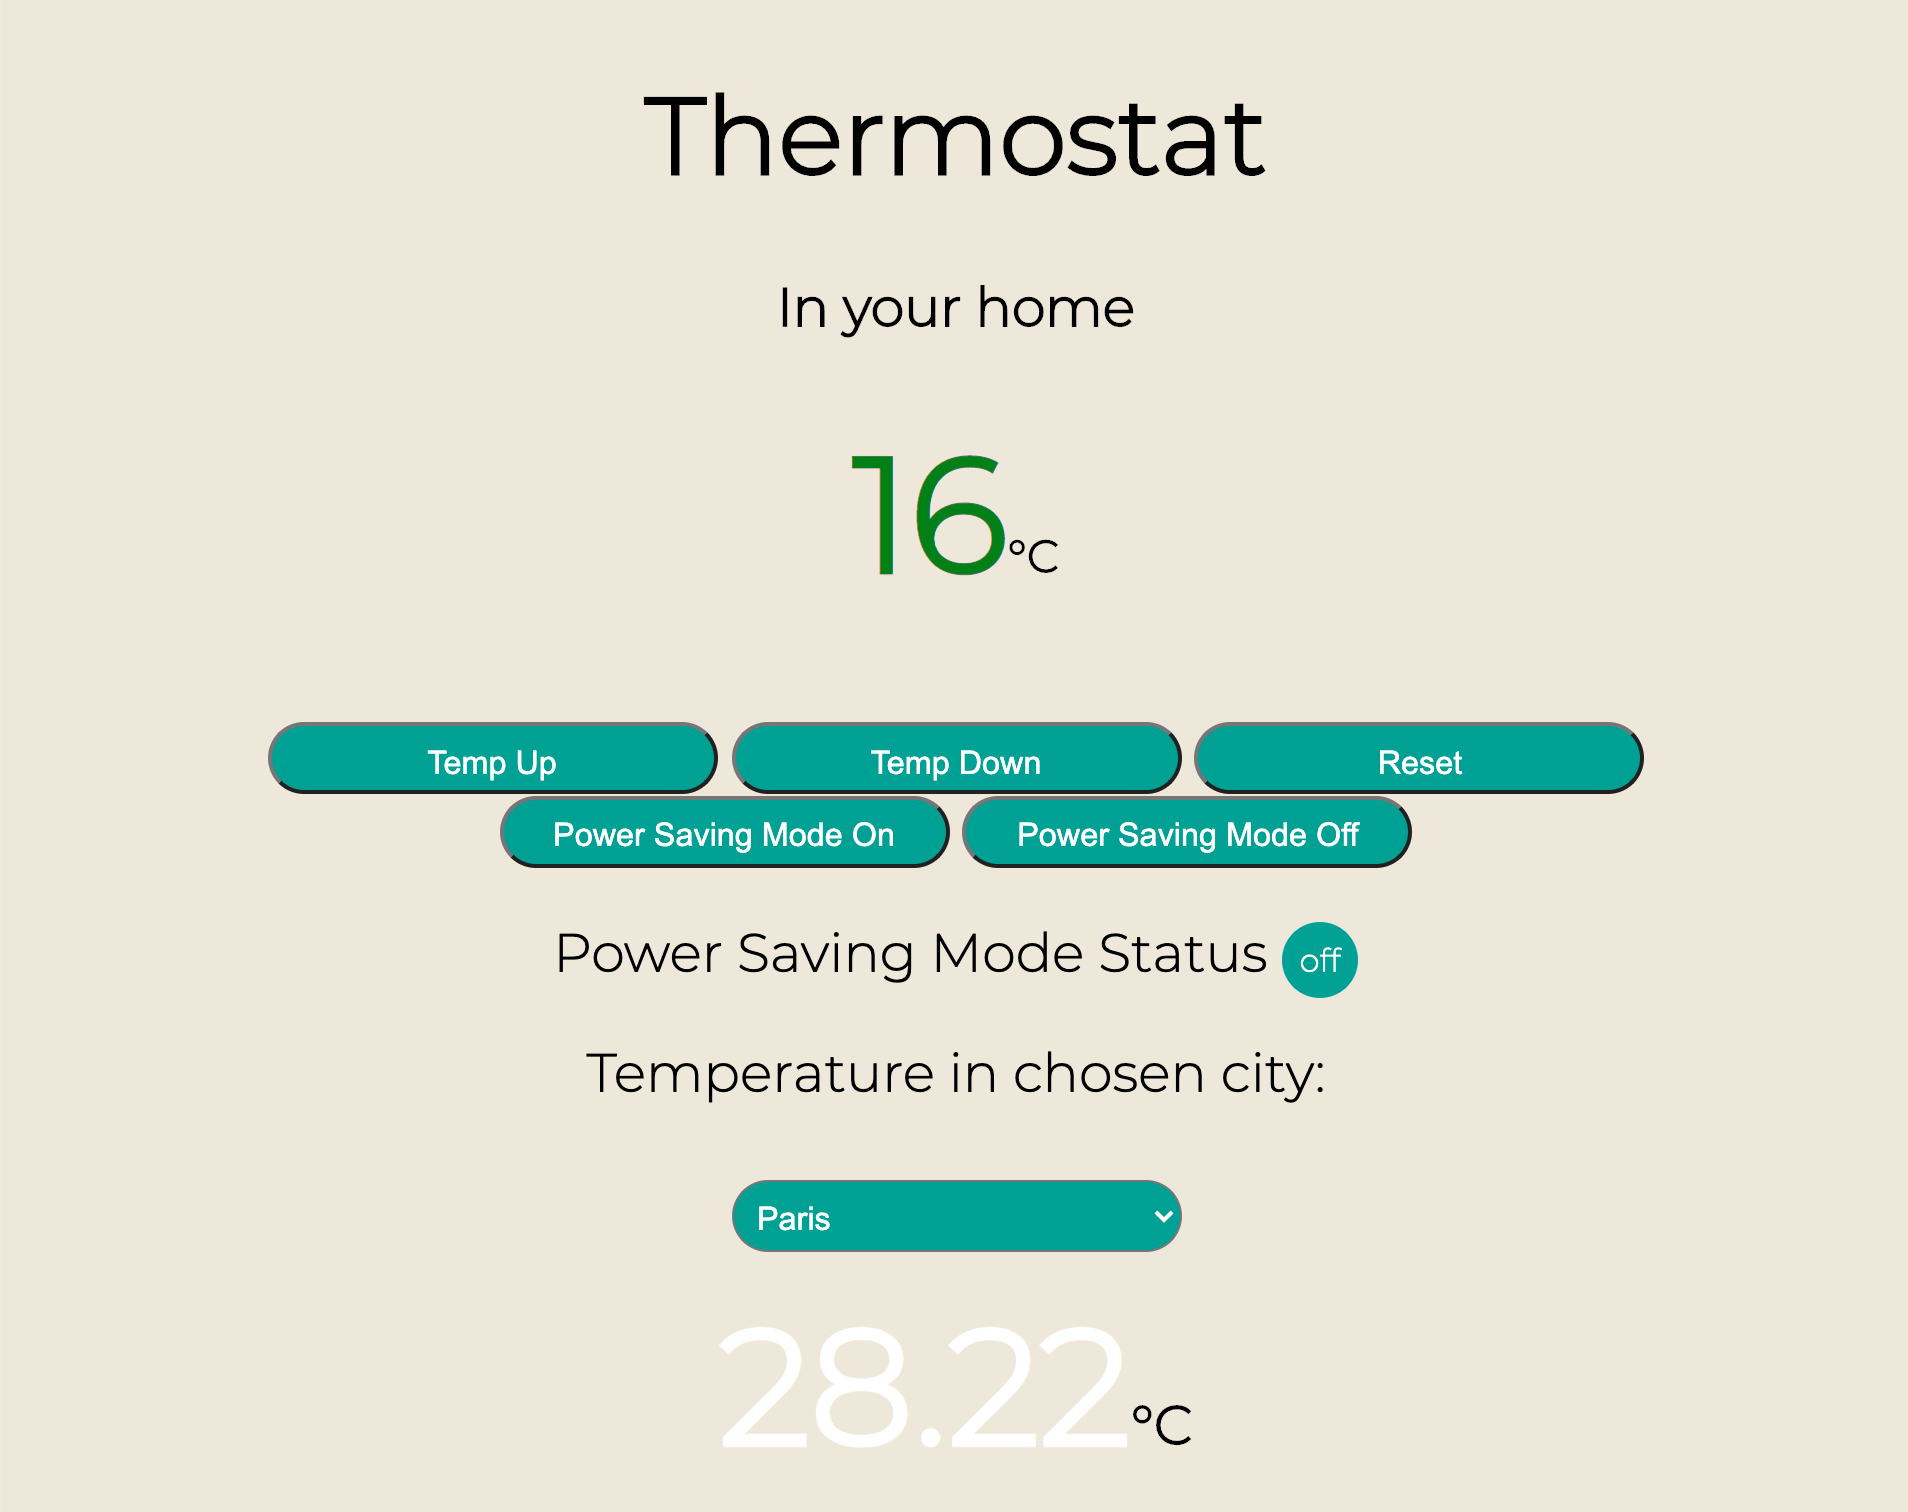 Thermostat
In your home
16°C
Temp Up Temp Down Reset
Power Saving Mode On Power Saving Mode Off
Power Saving Mode Status off
Temperature in chosen city:
Paris
28.22°C